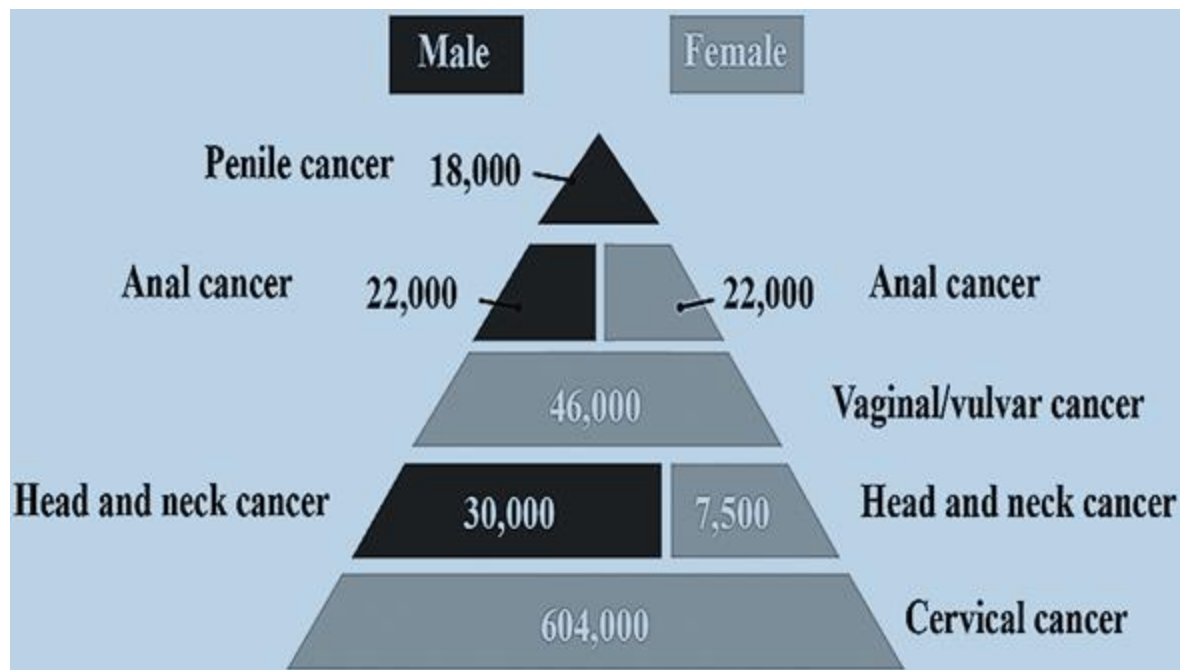 Male
Female
Penile cancer 18,000
Anal cancer 22,000 22,000 Anal cancer
46,000 Vaginal/vulvar cancer
Head and neck cancer 30,000 7,500 Head and neck cancer
604,000 Cervical cancer